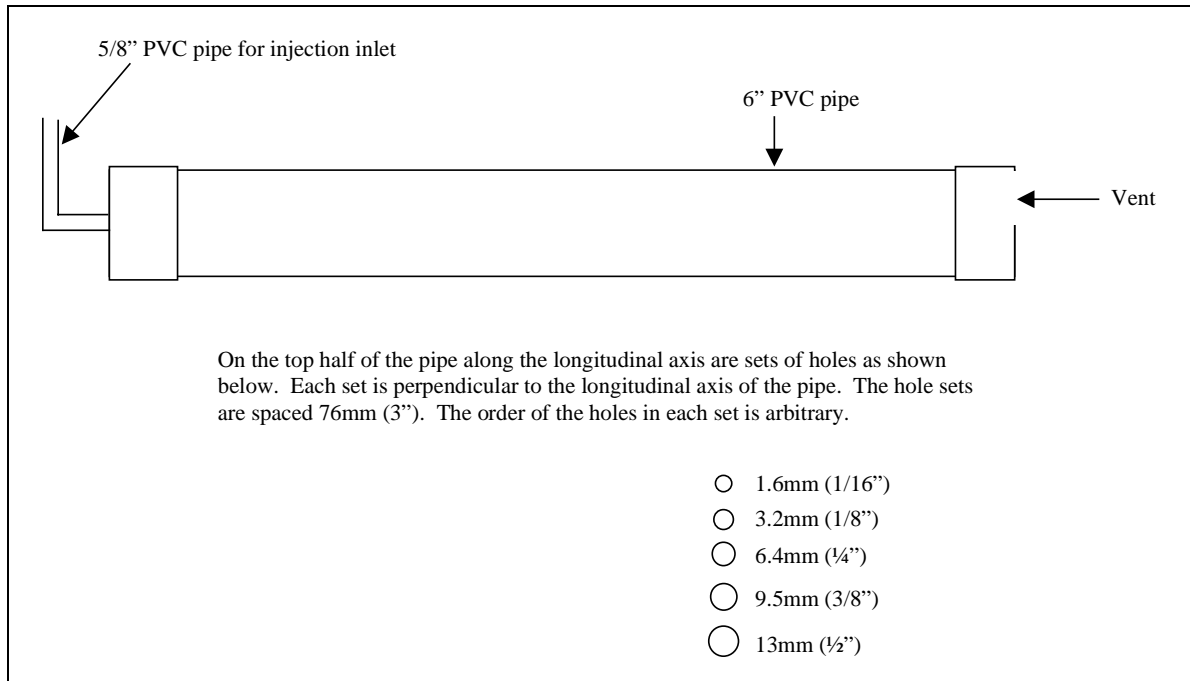 5/8” PVC pipe for injection inlet
6” PVC pipe
Vent
On the top half of the pipe along the longitudinal axis are sets of holes as shown
below. Each set is perpendicular to the longitudinal axis of the pipe. The hole sets
are spaced 76mm (3”). The order of the holes in each set is arbitrary.
1.6mm (1/16”)
3.2mm (1/8”)
6.4mm (¼”)
9.5mm (3/8”)
13mm (½”)